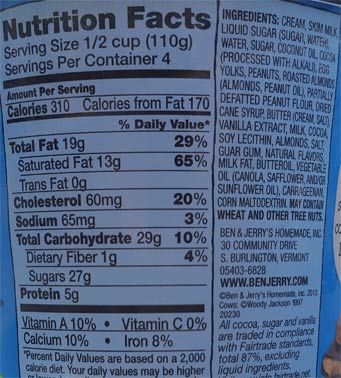 Nutrition Facts
Serving Size 1/2 cup (110g)
Servings Per Container 4
Amount Per Serving
Calories 310 Calories from Fat 170
% Daily Value*
Total Fat 19g 29%
Saturated Fat 13g 65%
Trans Fat 0g
Cholesterol 60mg 20%
Sodium 65mg 3%
Total Carbohydrate 29g 10%
Dietary Fiber 1g 4%
Sugars 27g
Protein 5g
Vitamin A 10% • Vitamin C 0%
Calcium 10% • Iron 8%
*Percent Daily Values are based on a 2,000
calorie diet. Your daily values may be higher
INGREDIENTS: CREAM, SKIM MILK,
LIQUID SUGAR (SUGAR, WATER),
WATER, SUGAR, COCONUT OIL, COCOA
(PROCESSED WITH ALKALI), EGG
YOLKS, PEANUTS, ROASTED ALMONDS
(ALMONDS, PEANUT OIL), PARTIALLY
DEFATTED PEANUT FLOUR, DRIED
CANE SYRUP, BUTTER (CREAM, SALT),
VANILLA EXTRACT, MILK, COCOA,
SOY LECITHIN, ALMONDS, SALT,
GUAR GUM, NATURAL FLAVORS,
MILK FAT, BUTTEROIL, VEGETABLE
OIL (CANOLA, SAFFLOWER, AND/OR
SUNFLOWER OIL), CARRAGEENAN,
CORN MALTODEXTRIN. MAY CONTAIN
WHEAT AND OTHER TREE NUTS.
BEN & JERRY'S HOMEMADE, INC.
30 COMMUNITY DRIVE
S. BURLINGTON, VERMONT
05403-6828
WWW.BENJERRY.COM
©Ben & Jerry's Homemade, Inc. 2013
Cows: ©Woody Jackson 1997
20230
All cocoa, sugar and vanilla
are traded in compliance
with Fairtrade standards,
total 87%, excluding
liquid ingredients.
info.fairtrade.net